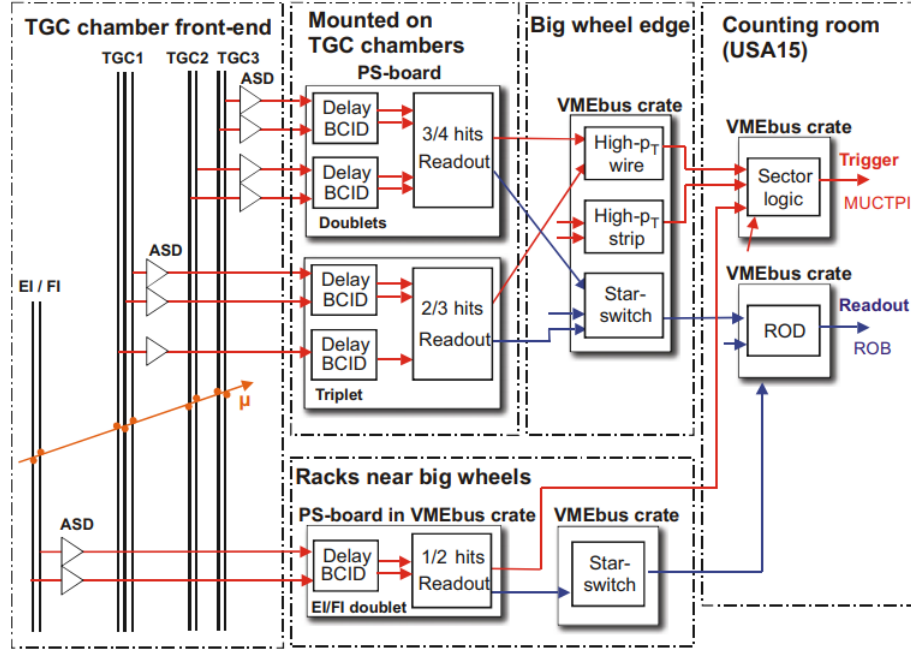 TGC chamber front-end
TGC1
TGC2
TGC3
ASD
ASD
EI / FI
μ
ASD
Mounted on
TGC chambers
PS-board
Delay
BCID
Delay
BCID
3/4 hits
Readout
Doublets
Delay
BCID
Delay
BCID
2/3 hits
Readout
Triplet
Big wheel edge
VMEbus crate
High-pT
wire
High-pT
strip
Star-
switch
Counting room
(USA15)
VMEbus crate
Sector
logic
Trigger
MUCTPI
VMEbus crate
ROD
Readout
ROB
Racks near big wheels
PS-board in VMEbus crate
Delay
BCID
1/2 hits
Readout
EI/FI doublet
VMEbus crate
Star-
switch